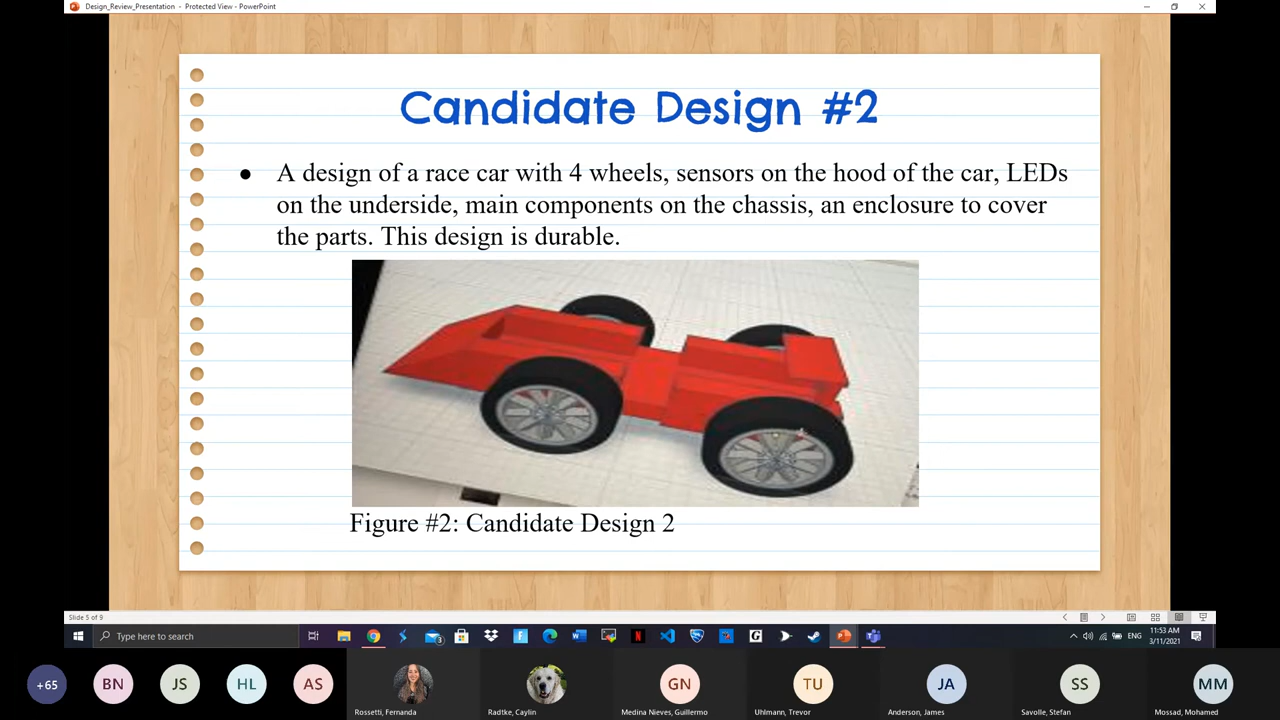 Design_Review_Presentation - Protected View - PowerPoint
Candidate Design #2
● A design of a race car with 4 wheels, sensors on the hood of the car, LEDs
on the underside, main components on the chassis, an enclosure to cover
the parts. This design is durable.
Figure #2: Candidate Design 2
Slide 5 of 9
Type here to search
3
ENG
11:53 AM
3/11/2021
+65
BN
JS
HL
AS
GN
TU
JA
SS
MM
Rossetti, Fernanda
Radtke, Caylin
Medina Nieves, Guillermo
Uhlmann, Trevor
Anderson, James
Savolle, Stefan
Mossad, Mohamed